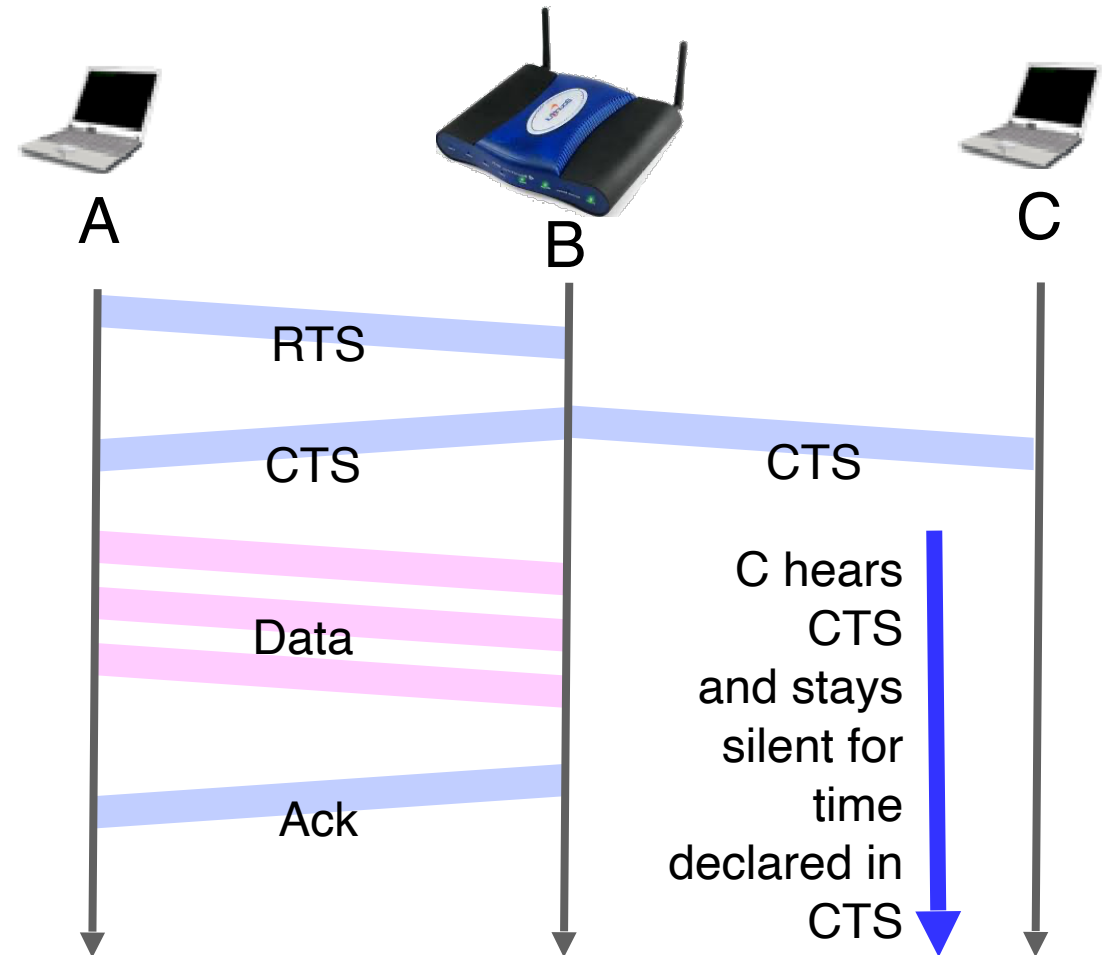 A
B
C
RTS
CTS
CTS
Data
C hears
CTS
and stays
silent for
time
declared in
CTS
Ack